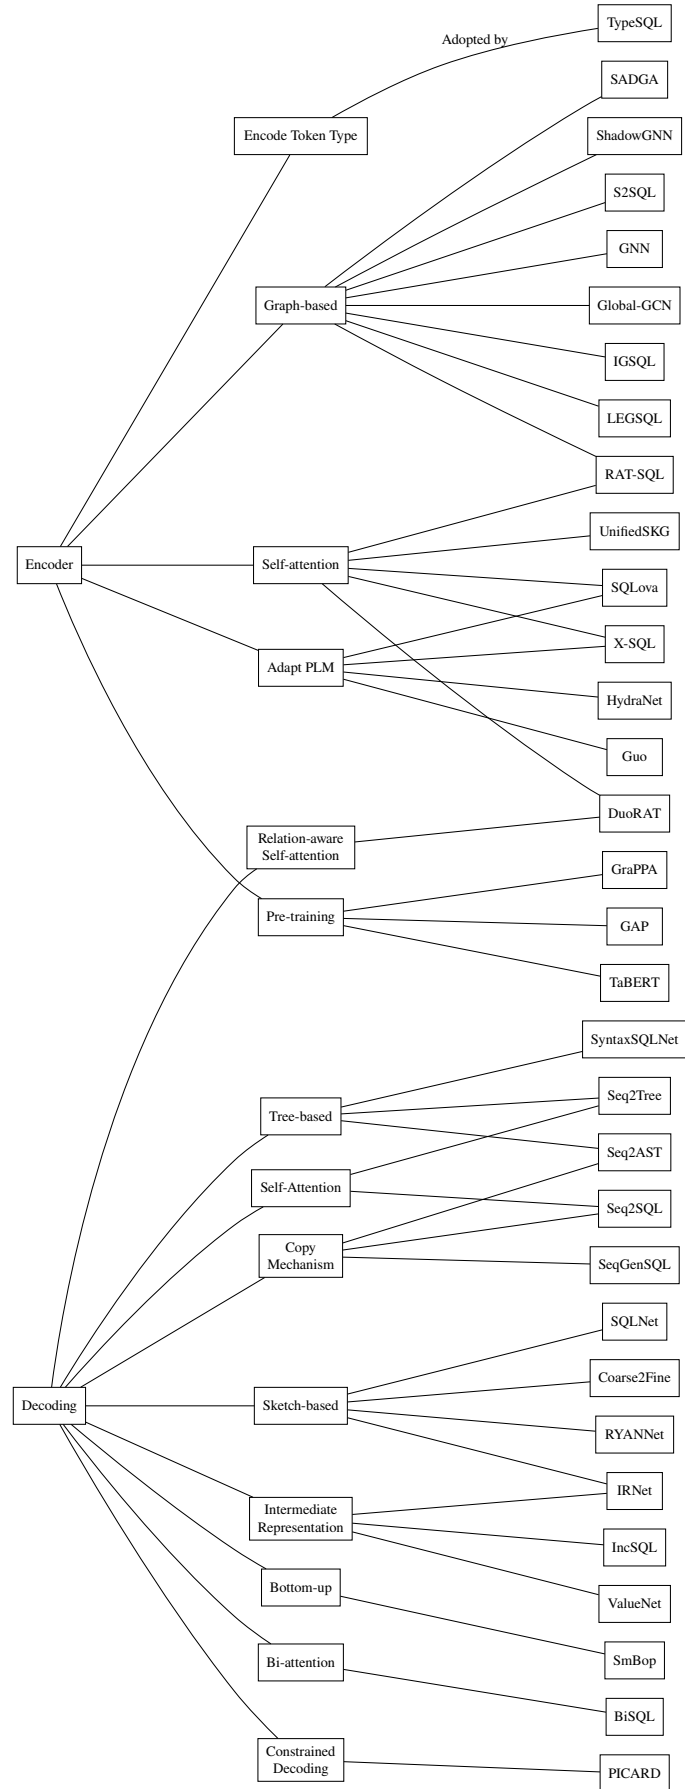 TypeSQL
Adopted by
SADGA
Encode Token Type
ShadowGNN
S2SQL
GNN
Graph-based
Global-GCN
IGSQL
LEGSQL
RAT-SQL
UnifiedSKG
Encoder
Self-attention
SQLova
X-SQL
Adapt PLM
HydraNet
Guo
DuoRAT
Relation-aware
Self-attention
GraPPA
Pre-training
GAP
TaBERT
SyntaxSQLNet
Seq2Tree
Tree-based
Seq2AST
Self-Attention
Seq2SQL
Copy
Mechanism
SeqGenSQL
SQLNet
Coarse2Fine
Decoding
Sketch-based
RYANNet
IRNet
Intermediate
Representation
IncSQL
Bottom-up
ValueNet
SmBop
Bi-attention
BiSQL
Constrained
Decoding
PICARD